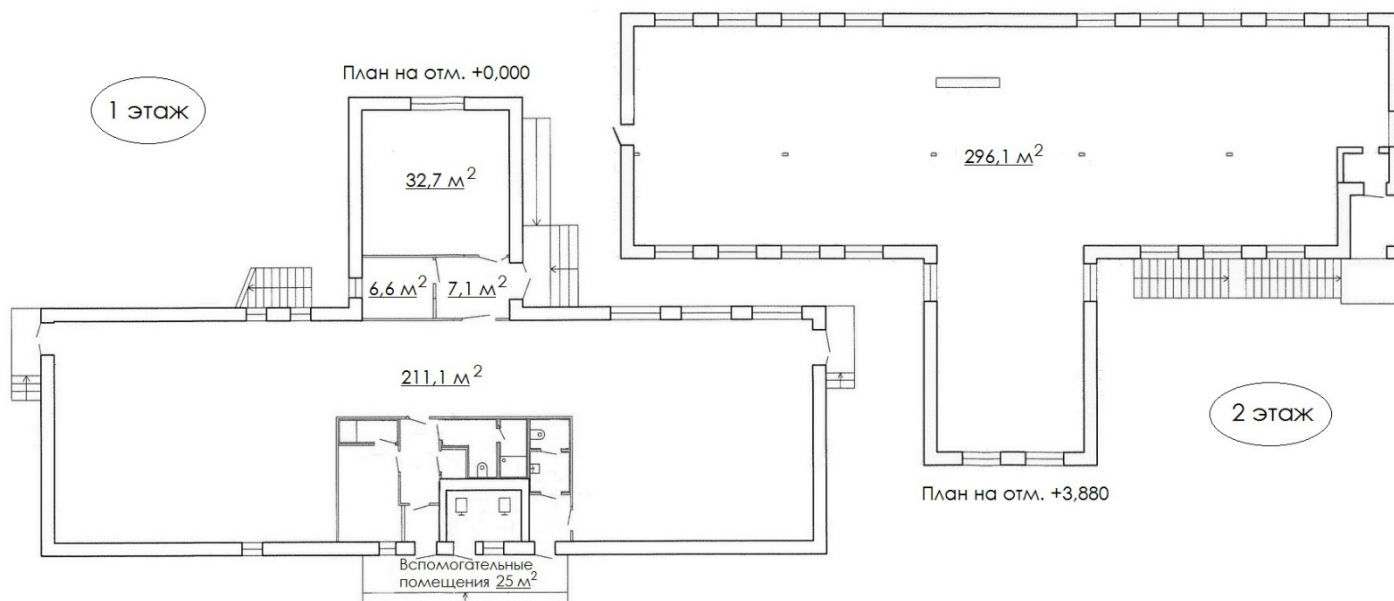 План на отм. +0,000
1 этаж
32,7 м²
6,6 м²
7,1 м²
211,1 м²
Вспомогательные
помещения 25 м²
296,1 м²
2 этаж
План на отм. +3,880